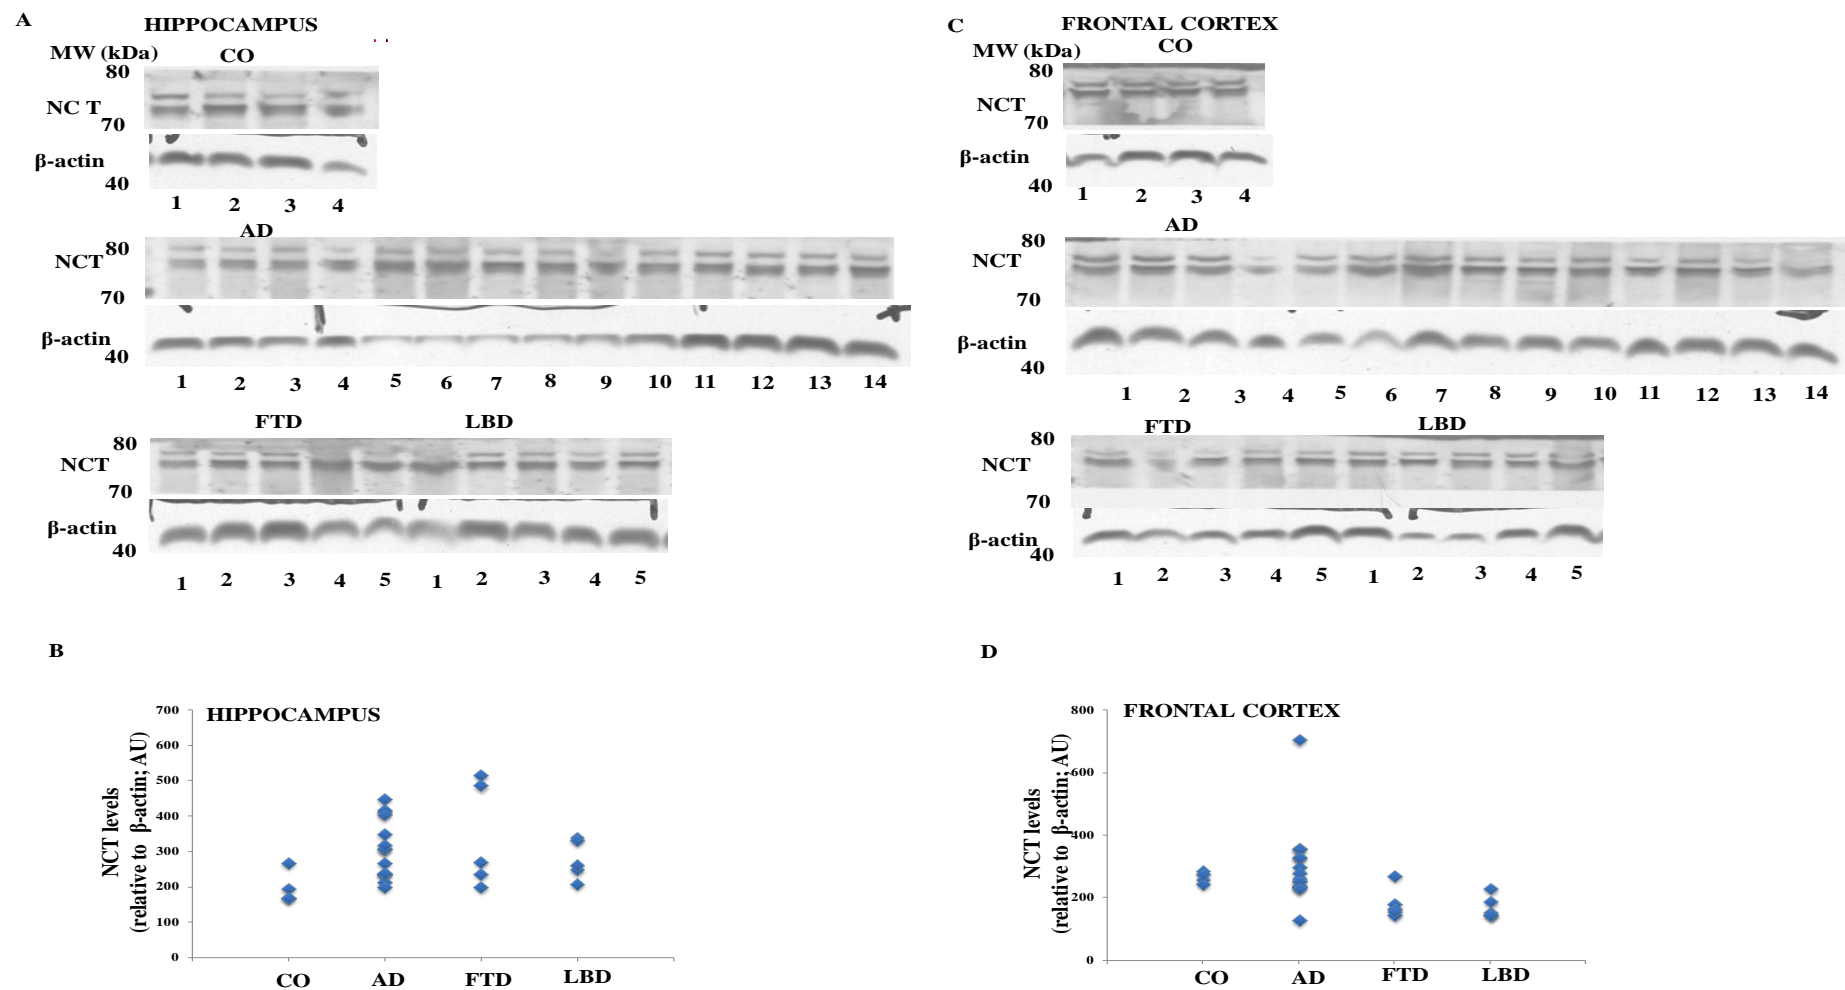 A
HIPPOCAMPUS
MW (kDa)
CO
80
NC T
70
β-actin
40
1 2 3 4
AD
80
NCT
70
β-actin
40
1 2 3 4 5 6 7 8 9 10 11 12 13 14
FTD LBD
80
NCT
70
β-actin
40
1 2 3 4 5 1 2 3 4 5
C
FRONTAL CORTEX
MW (kDa)
CO
80
NCT
70
β-actin
40
1 2 3 4
AD
80
NCT
70
β-actin
40
1 2 3 4 5 6 7 8 9 10 11 12 13 14
FTD LBD
80
NCT
70
β-actin
40
1 2 3 4 5 1 2 3 4 5
B
HIPPOCAMPUS
NCT levels
(relative to β-actin; AU)
700
600
500
400
300
200
100
0
CO AD FTD LBD
D
FRONTAL CORTEX
NCT levels
(relative to β-actin; AU)
800
600
400
200
0
CO AD FTD LBD